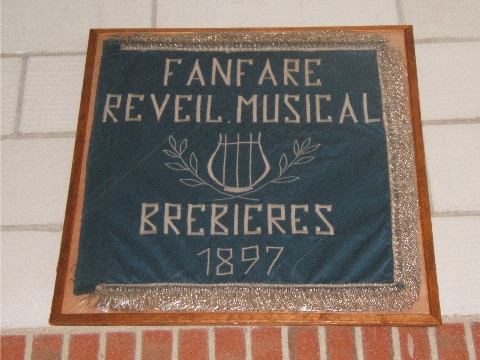 FANFARE
REVEIL.MUSICAL
BREBIERES
1897